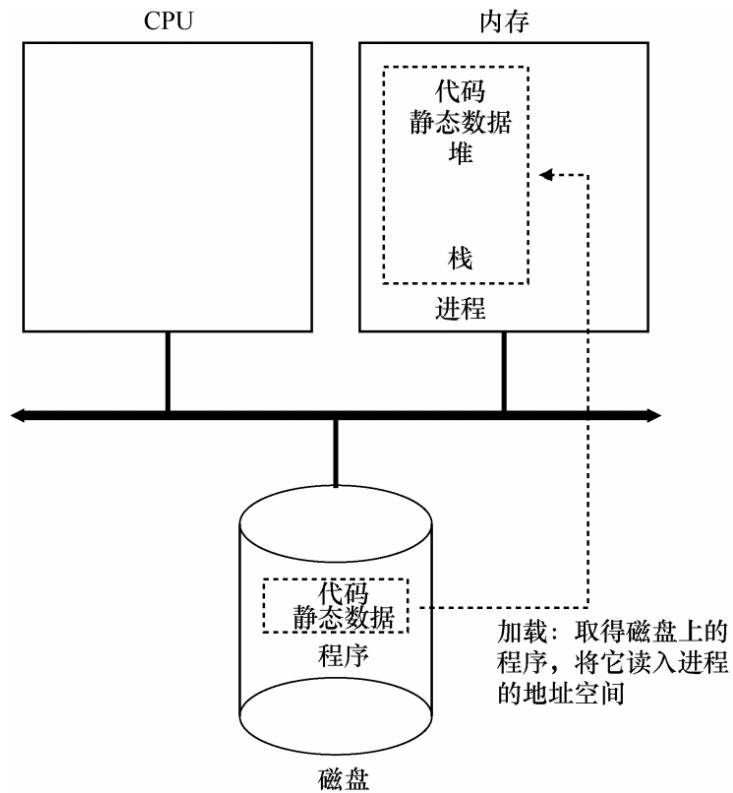 CPU
内存
代码
静态数据
堆
栈
进程
代码
静态数据
程序
加载：取得磁盘上的
程序，将它读入进程
的地址空间
磁盘